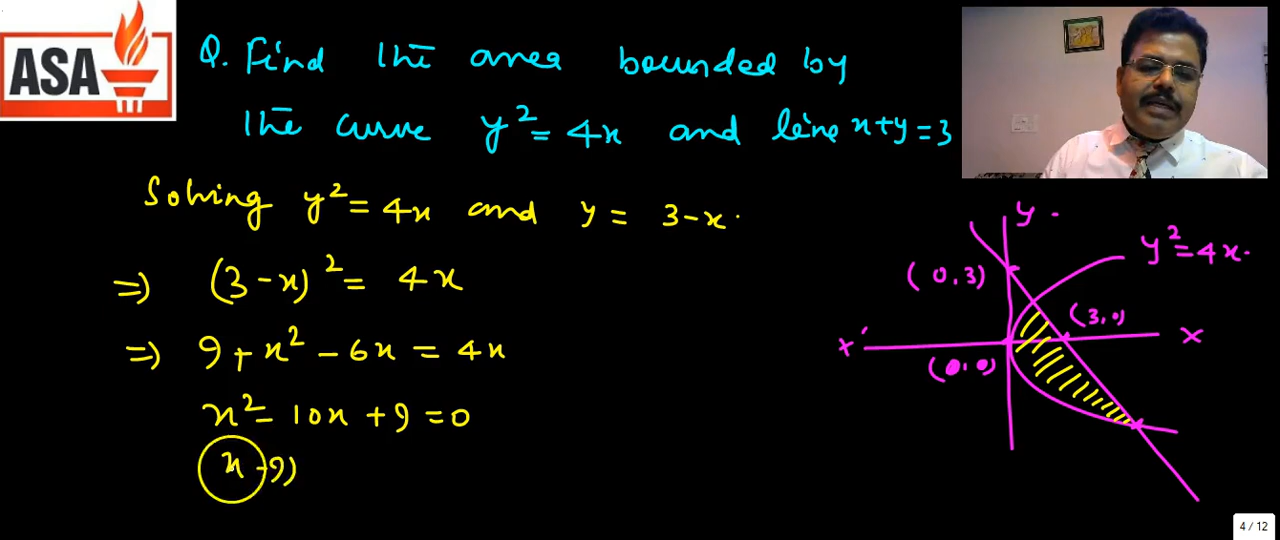 ASA
Q. Find the area bounded by
the curve y² = 4x and line x+y=3
Solving y² = 4x and y = 3-x.
⇒ (3-x)² = 4x
⇒ 9+x²-6x = 4x
x²-10x+9=0
x-9)
y
y²=4x.
(0,3)
(3,0)
x'
x
(0,0)
4 / 12